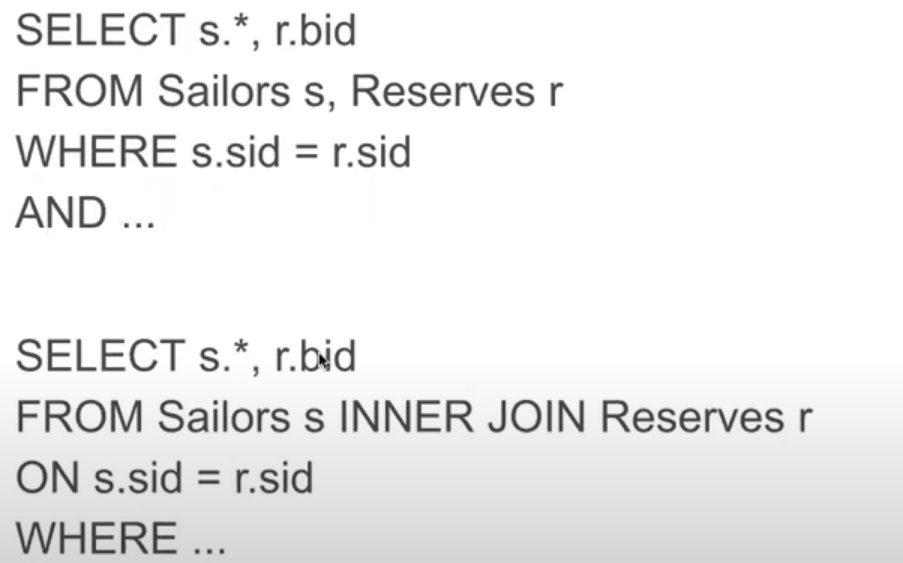 SELECT s.*, r.bid
FROM Sailors s, Reserves r
WHERE s.sid = r.sid
AND ...
SELECT s.*, r.bid
FROM Sailors s INNER JOIN Reserves r
ON s.sid = r.sid
WHERE ...